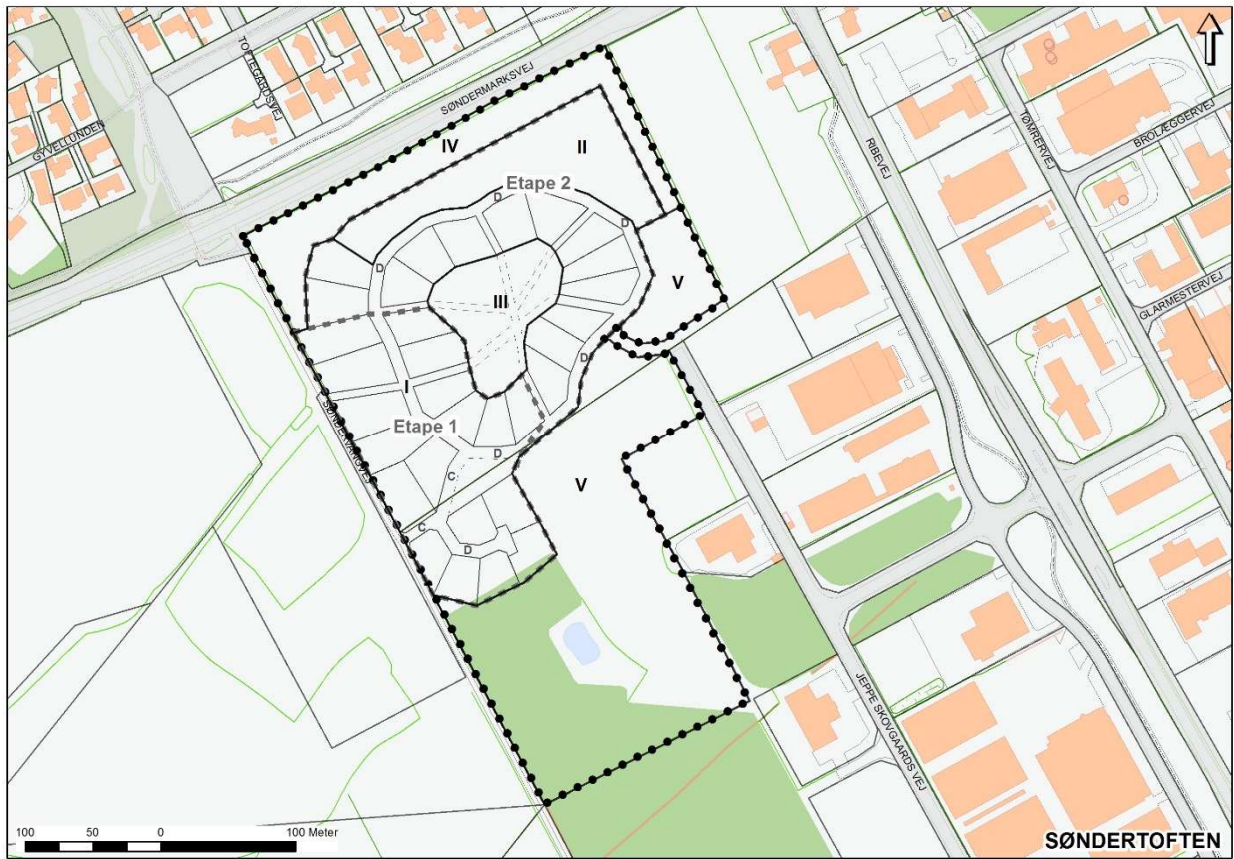 TOFTEGÅRDSVEJ
SØNDERMARKSVEJ
GYVELLUNDEN
RIBEVEJ
TØMRERVEJ
BROLÆGGERVEJ
IV
II
Etape 2
D
D
D
V
III
GLARMESTERVEJ
D
I
SØNDERVANGVEJ
Etape 1
D
C
V
C
D
JEPPE SKOVGAARDS VEJ
100 50 0 100 Meter
SØNDERTOFTEN